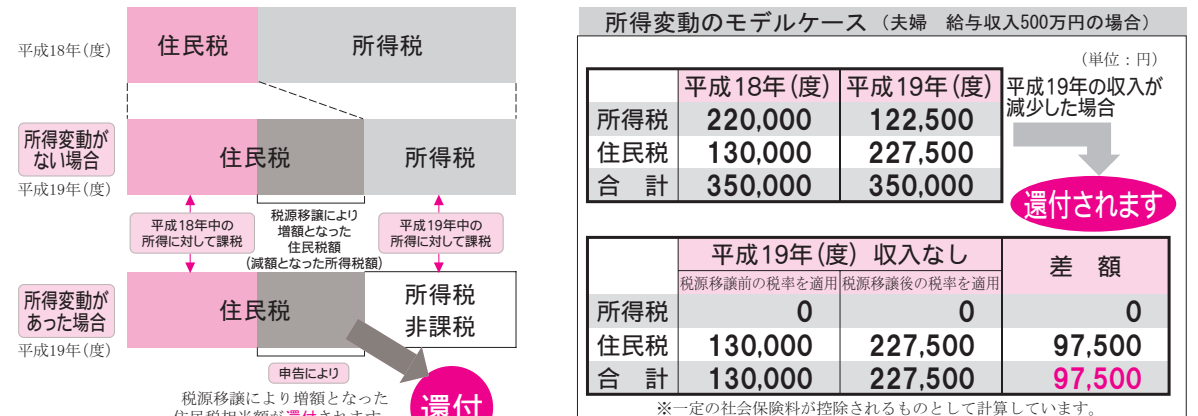 平成18年(度)
住民税
所得税
所得変動が
ない場合
平成19年(度)
住民税
所得税
平成18年中の
所得に対して課税
税源移譲により
増額となった
住民税額
(減額となった所得税額)
平成19年中の
所得に対して課税
所得変動が
あった場合
平成19年(度)
住民税
所得税
非課税
申告により
還付
税源移譲により増額となった
住民税相当額が還付されます
所得変動のモデルケース(夫婦 給与収入500万円の場合)
(単位:円)
平成18年(度) 平成19年(度)
所得税 220,000 122,500
住民税 130,000 227,500
合 計 350,000 350,000
平成19年の収入が
減少した場合
還付されます
平成19年(度) 収入なし 差 額
税源移譲前の税率を適用 税源移譲後の税率を適用
所得税 0 0 0
住民税 130,000 227,500 97,500
合 計 130,000 227,500 97,500
※一定の社会保険料が控除されるものとして計算しています。